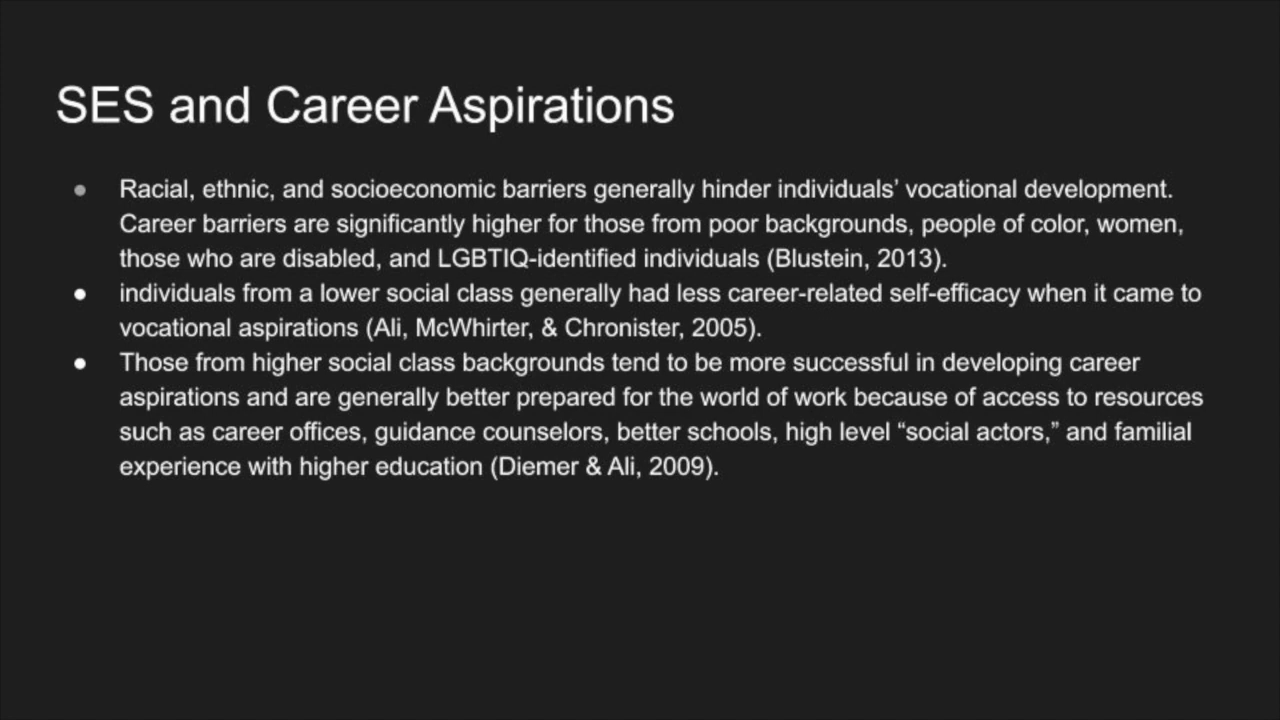 SES and Career Aspirations
● Racial, ethnic, and socioeconomic barriers generally hinder individuals’ vocational development.
Career barriers are significantly higher for those from poor backgrounds, people of color, women,
those who are disabled, and LGBTIQ-identified individuals (Blustein, 2013).
● individuals from a lower social class generally had less career-related self-efficacy when it came to
vocational aspirations (Ali, McWhirter, & Chronister, 2005).
● Those from higher social class backgrounds tend to be more successful in developing career
aspirations and are generally better prepared for the world of work because of access to resources
such as career offices, guidance counselors, better schools, high level “social actors,” and familial
experience with higher education (Diemer & Ali, 2009).